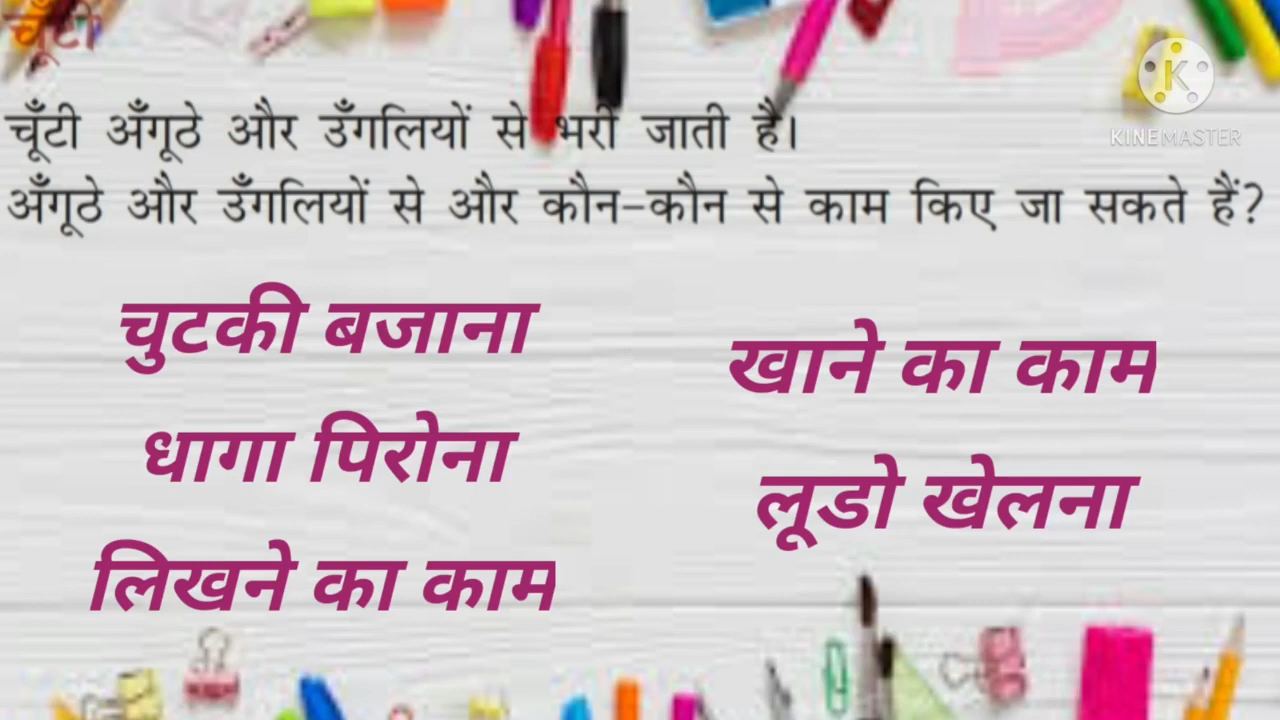 चूँटी
KINEMASTER
चूँटी अँगूठे और उँगलियों से भरी जाती है।
अँगूठे और उँगलियों से और कौन-कौन से काम किए जा सकते हैं?
चुटकी बजाना
धागा पिरोना
लिखने का काम
खाने का काम
लूडो खेलना